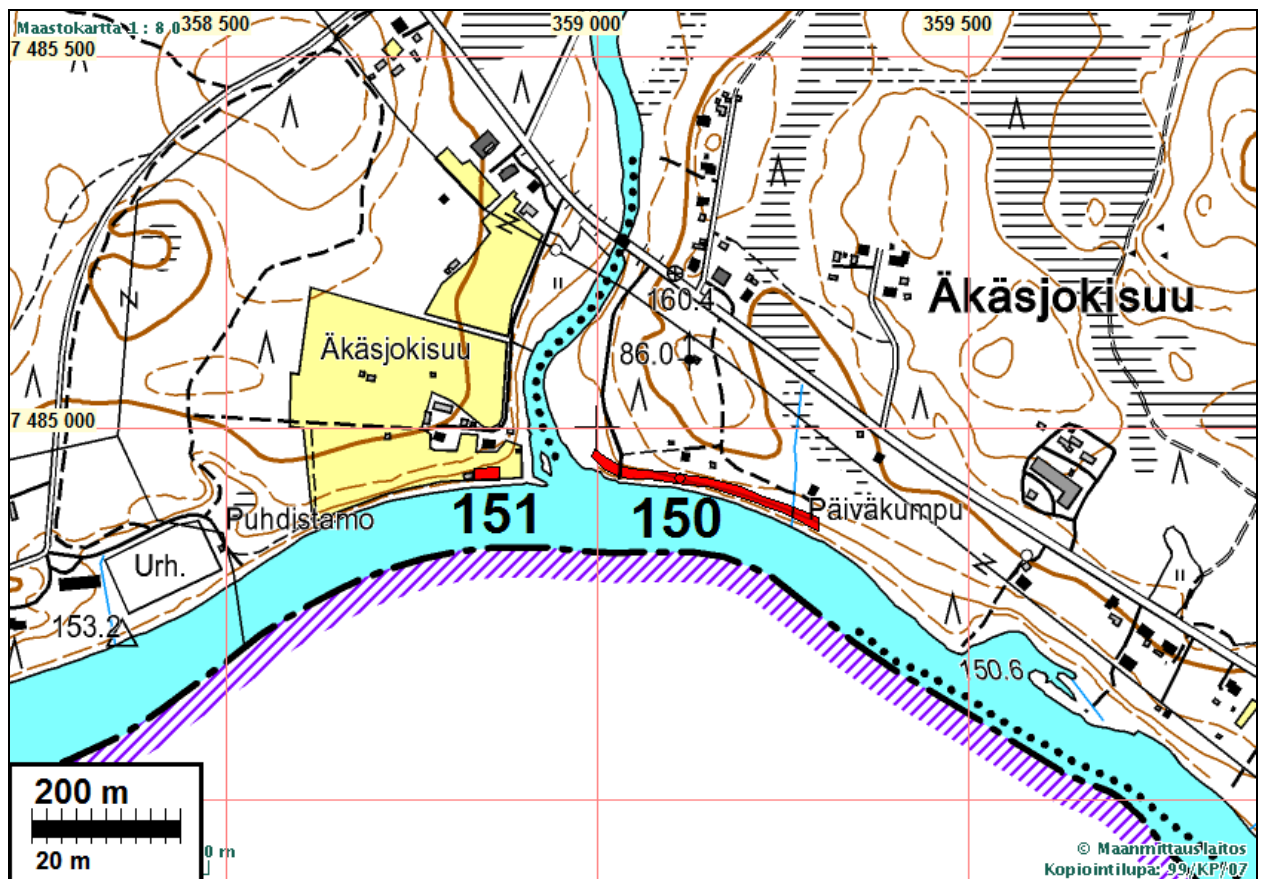 Maastokartta 1 : 8 0
358 500
359 000
359 500
7 485 500
Äkäsjokisuu
160.4
Äkäsjokisuu
86.0
7 485 000
151
150
Puhdistamo
Päiväkumpu
Urh.
153.2
150.6
200 m
20 m
0 m
© Maanmittauslaitos
Kopiointilupa: 99/KP/07